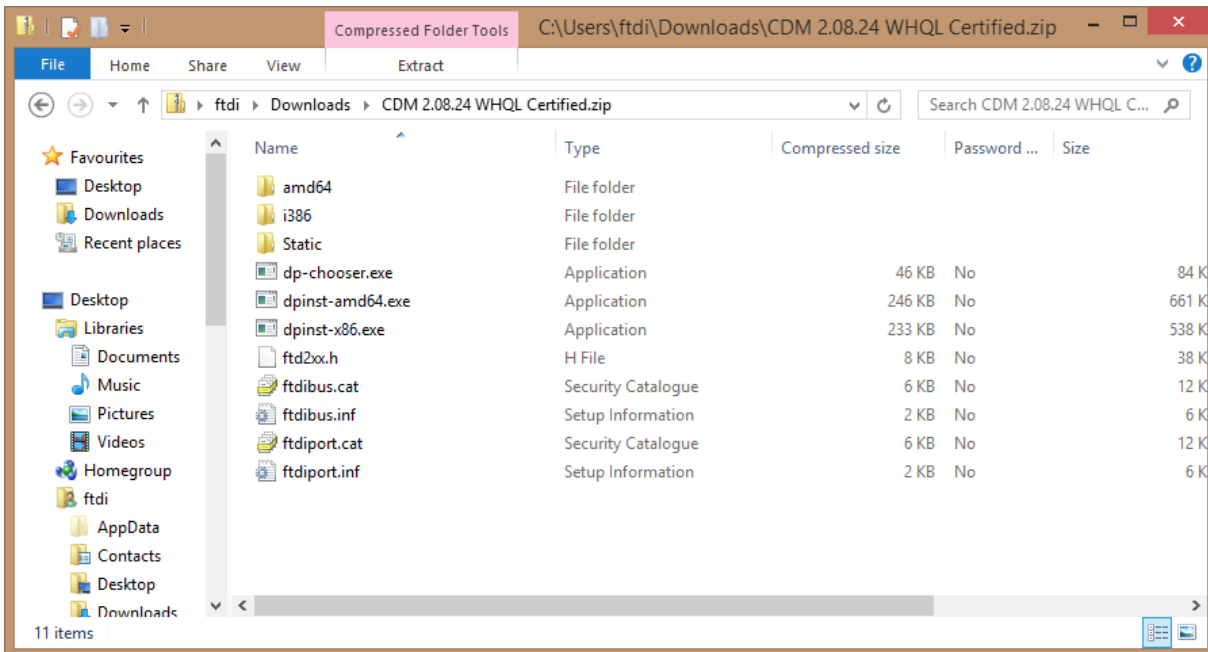 Compressed Folder Tools C:\Users\ftdi\Downloads\CDM 2.08.24 WHQL Certified.zip
File Home Share View Extract
ftdi Downloads CDM 2.08.24 WHQL Certified.zip Search CDM 2.08.24 WHQL C...
Favourites
Desktop
Downloads
Recent places
Desktop
Libraries
Documents
Music
Pictures
Videos
Homegroup
ftdi
AppData
Contacts
Desktop
Downloads
Name Type Compressed size Password ... Size
amd64 File folder
i386 File folder
Static File folder
dp-chooser.exe Application 46 KB No 84 K
dpinst-amd64.exe Application 246 KB No 661 K
dpinst-x86.exe Application 233 KB No 538 K
ftd2xx.h H File 8 KB No 38 K
ftdibus.cat Security Catalogue 6 KB No 12 K
ftdibus.inf Setup Information 2 KB No 6 K
ftdiport.cat Security Catalogue 6 KB No 12 K
ftdiport.inf Setup Information 2 KB No 6 K
11 items